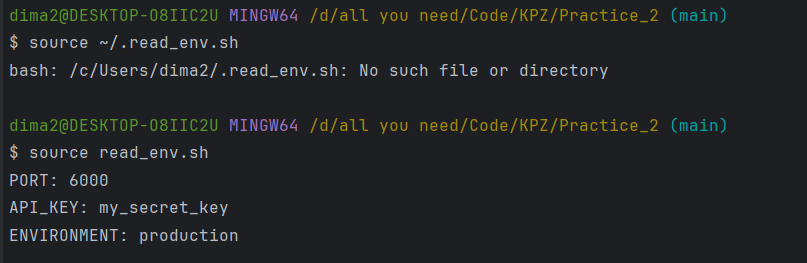 dima2@DESKTOP-O8IIC2U MINGW64 /d/all you need/Code/KPZ/Practice_2 (main)
$ source ~/.read_env.sh
bash: /c/Users/dima2/.read_env.sh: No such file or directory
dima2@DESKTOP-O8IIC2U MINGW64 /d/all you need/Code/KPZ/Practice_2 (main)
$ source read_env.sh
PORT: 6000
API_KEY: my_secret_key
ENVIRONMENT: production